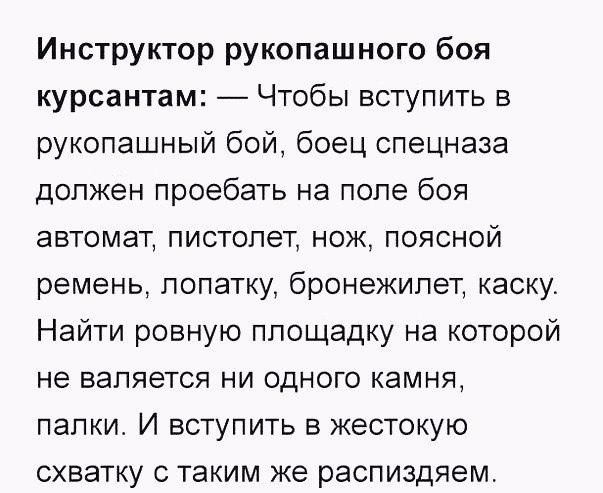 Инструктор рукопашного боя
курсантам: — Чтобы вступить в
рукопашный бой, боец спецназа
должен проебать на поле боя
автомат, пистолет, нож, поясной
ремень, лопатку, бронежилет, каску.
Найти ровную площадку на которой
не валяется ни одного камня,
палки. И вступить в жестокую
схватку с таким же распиздяем.